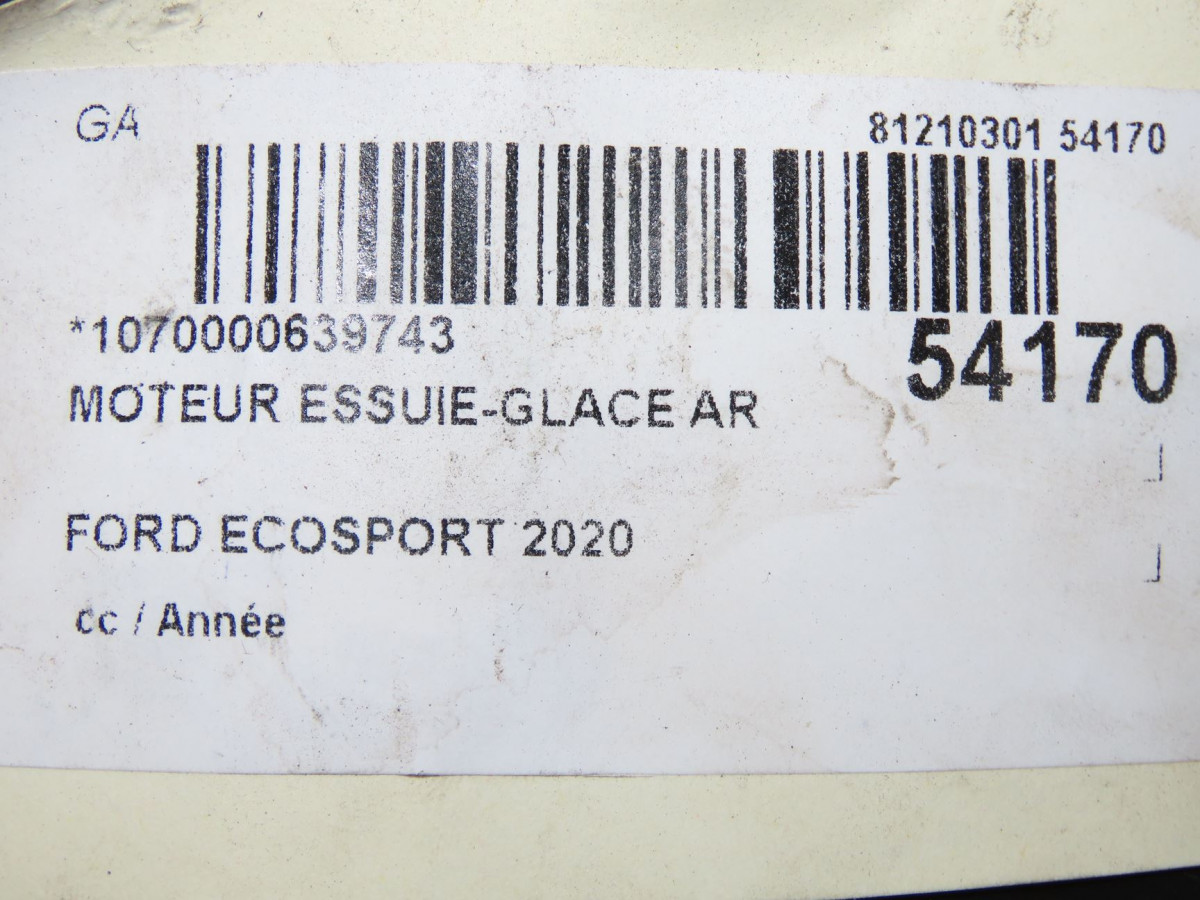 GA
81210301 54170
*1070000639743
54170
MOTEUR ESSUIE-GLACE AR
FORD ECOSPORT 2020
cc / Année